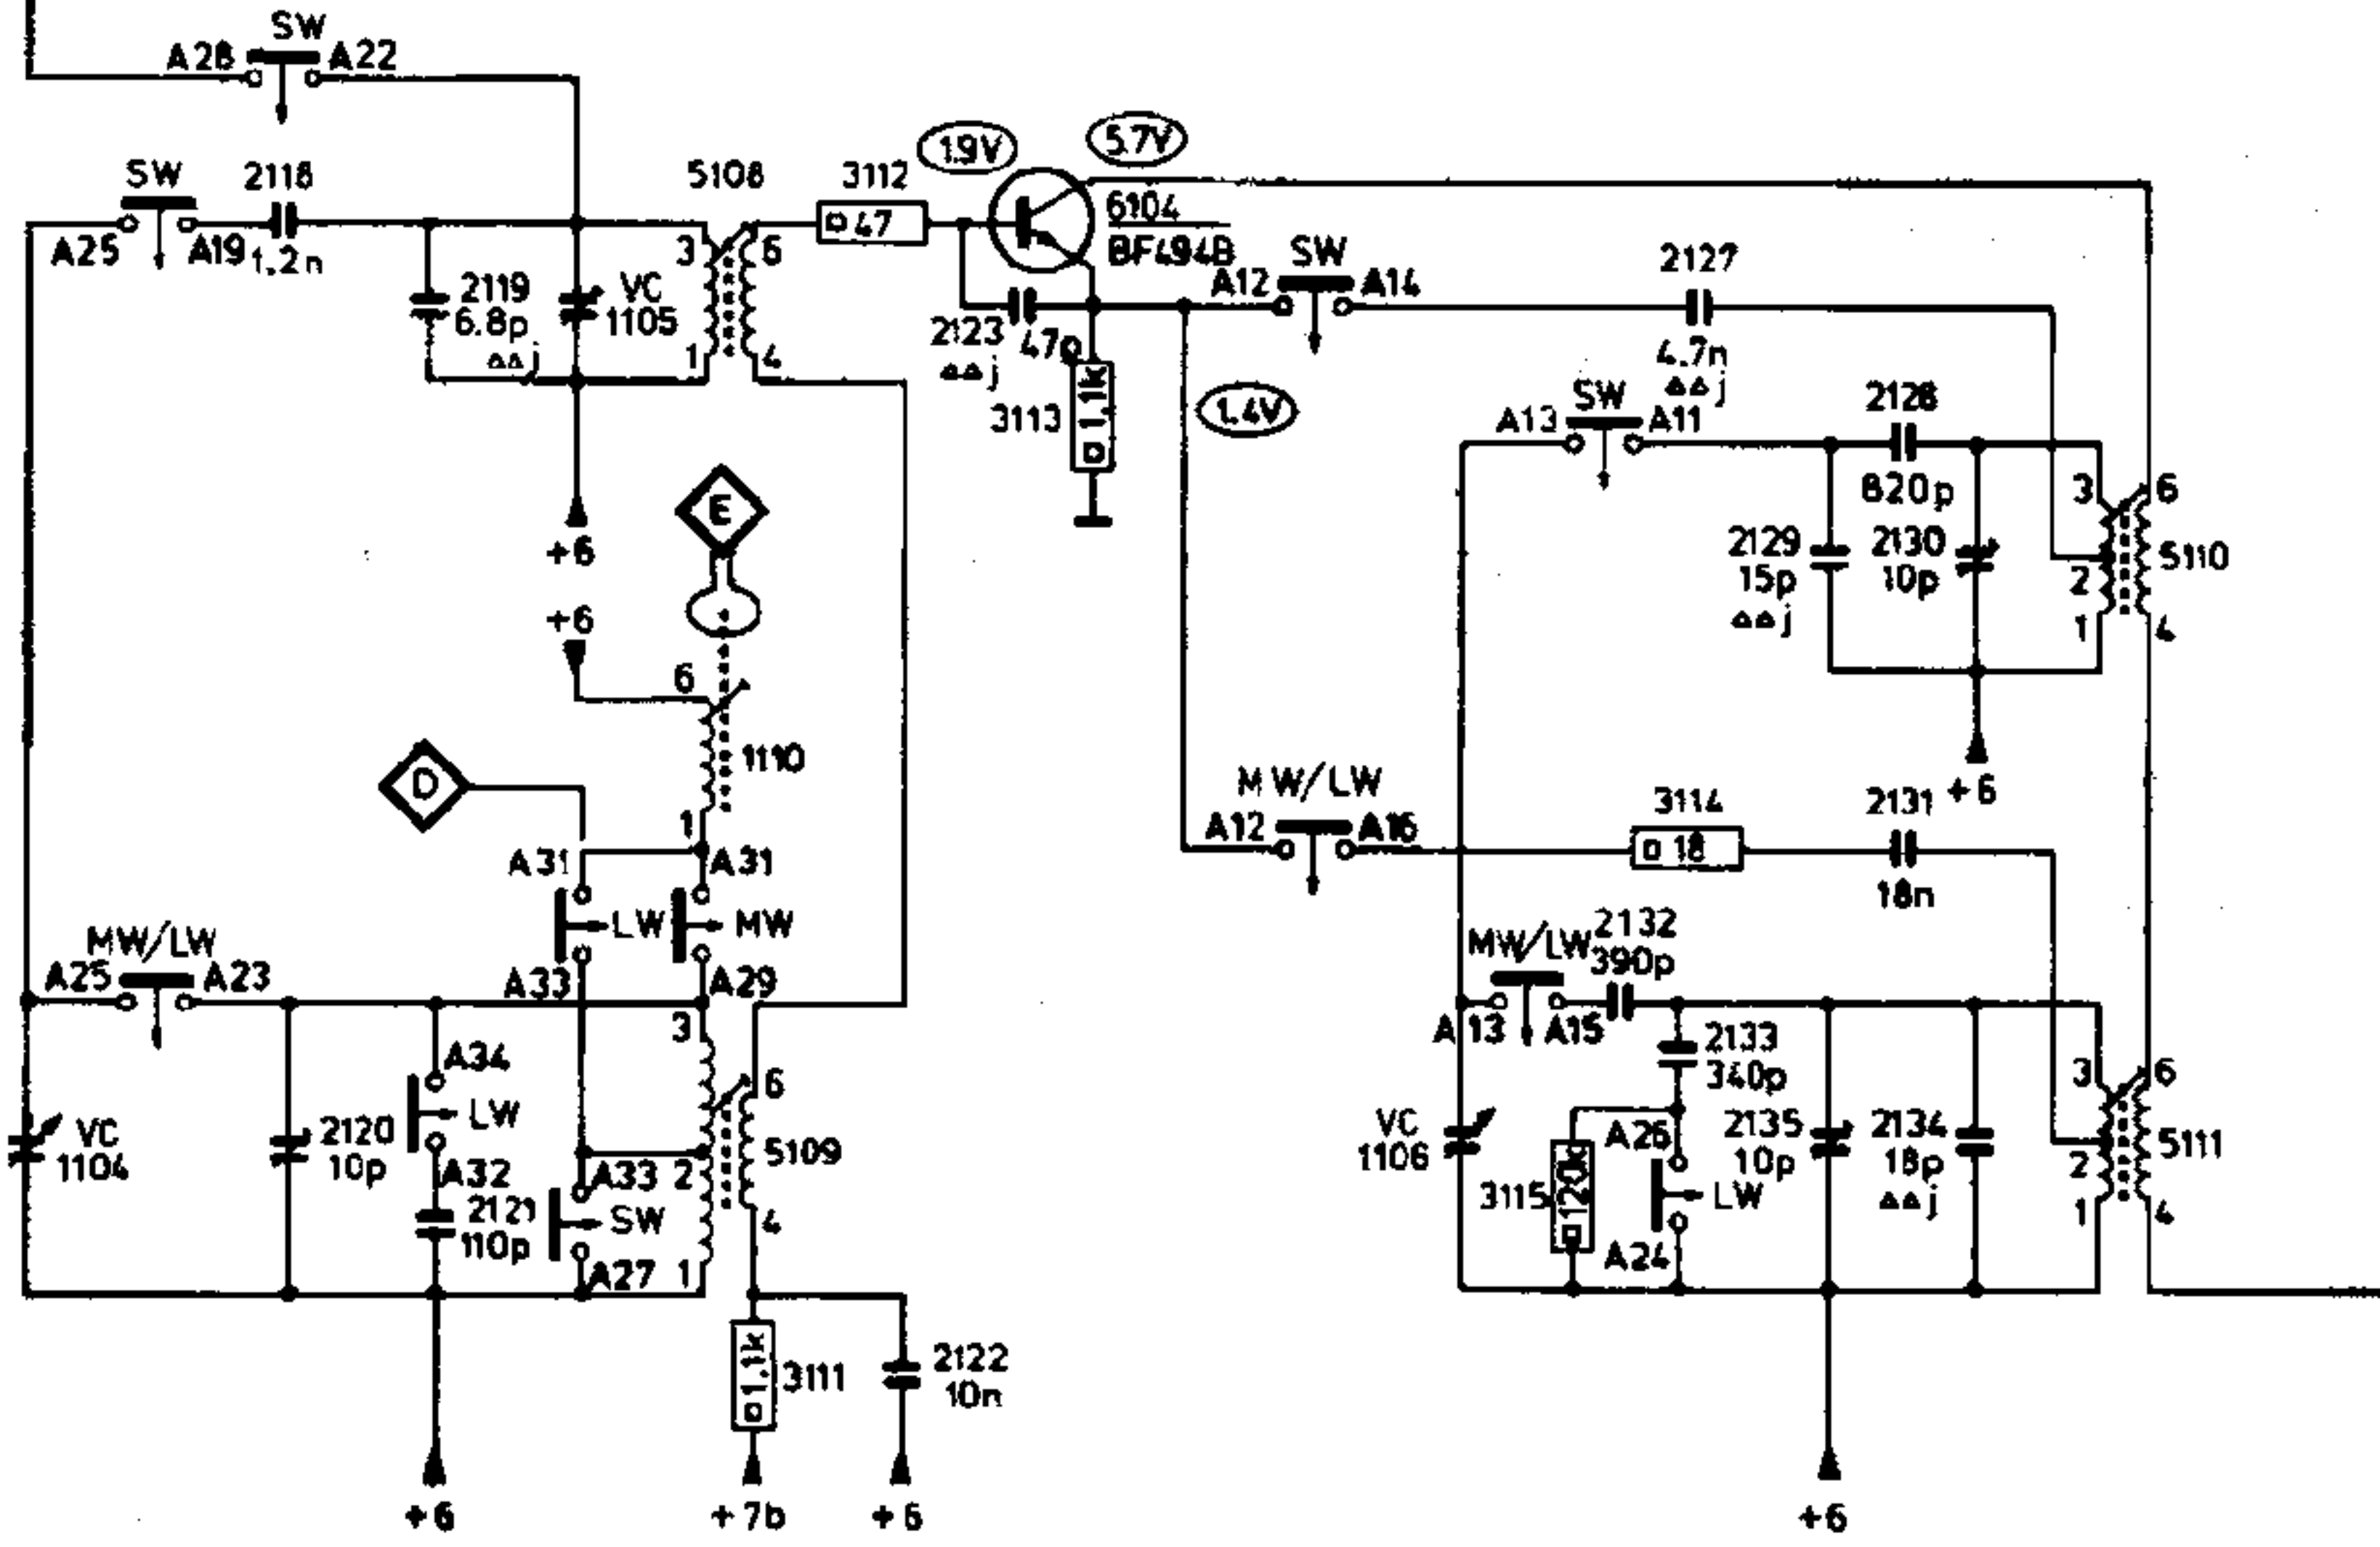 SW
A28 A22
SW
2118
A25 A19 1.2n
2119
6.8p
△△j
VC
1105
5108
3 6
1 4
3112
47
1.9V
5.7V
6104
BF494B
2123 47
△△j
3113
1.1k
1.4V
SW
A12 A14
2127
4.7n
△△j
SW
A13 A11
2128
820p
2129
15p
△△j
2130
10p
3 6
2
1 4
5110
+6
+6
+6
E
6
1110
1
D
A31 A31
LW MW
A33 A29
MW/LW
A12 A16
3114
18
2131
18n
MW/LW
A25 A23
VC
1104
2120
10p
A34
LW
A32
2121
110p
A33
SW
A27
3
2
1
6
4
5109
3111
1.1k
2122
10n
+6
+7b
+6
MW/LW
A13 A15
2132
390p
2133
340p
VC
1106
3115
120k
A26
LW
A24
2135
10p
2134
18p
△△j
3 6
2
1 4
5111
+6